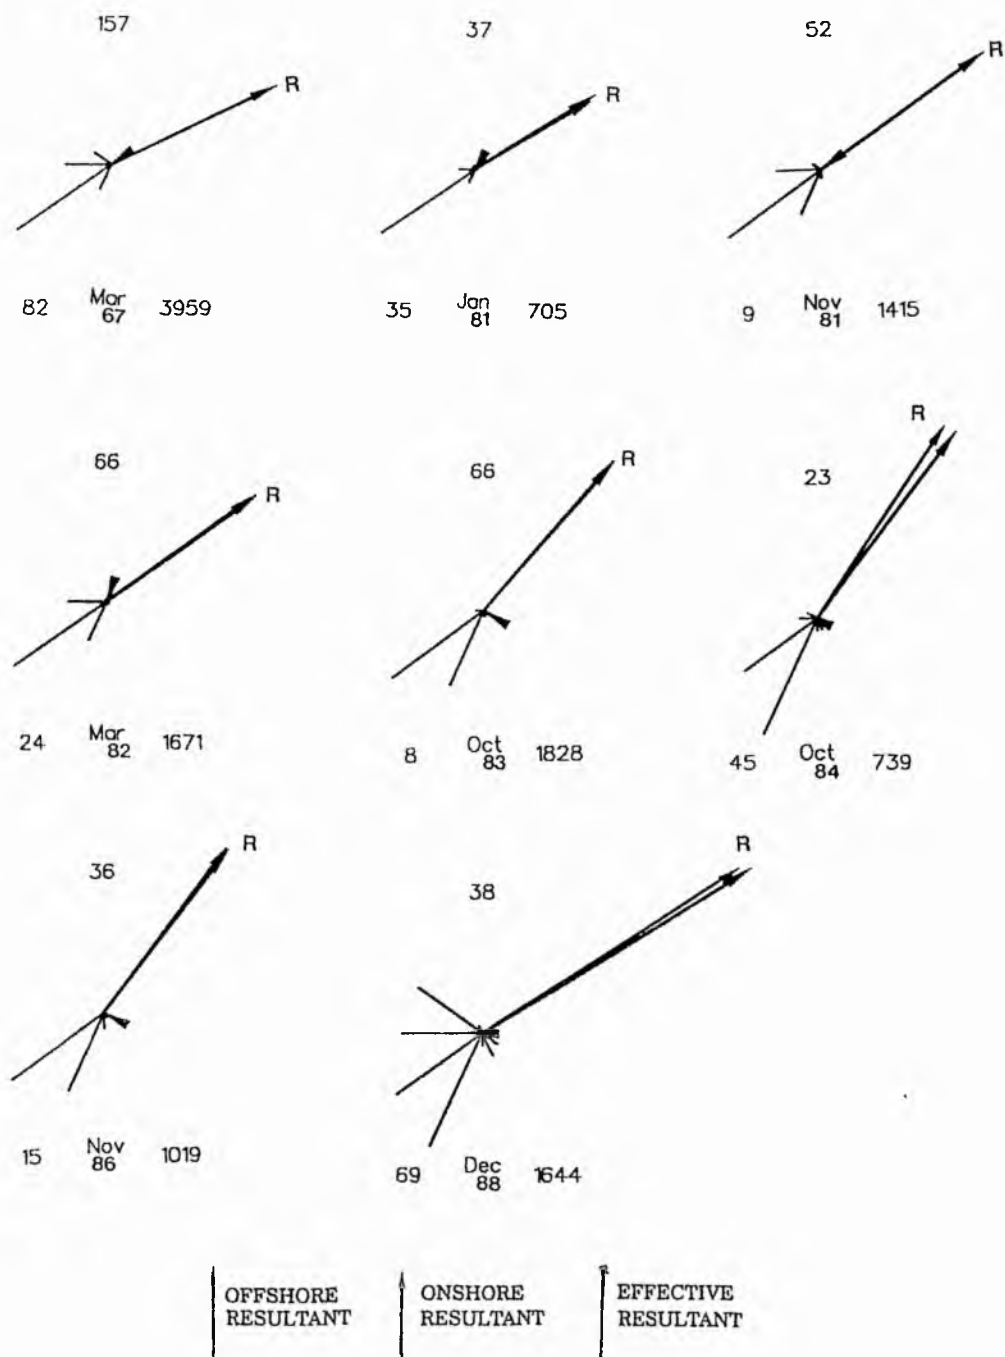 157 37 52
R R R
82 Mar 67 3959 35 Jan 81 705 9 Nov 81 1415
66 66 23
R R R
24 Mar 82 1671 8 Oct 83 1828 45 Oct 84 739
36 38
R R
15 Nov 86 1019 69 Dec 88 1644
OFFSHORE RESULTANT
ONSHORE RESULTANT
EFFECTIVE RESULTANT